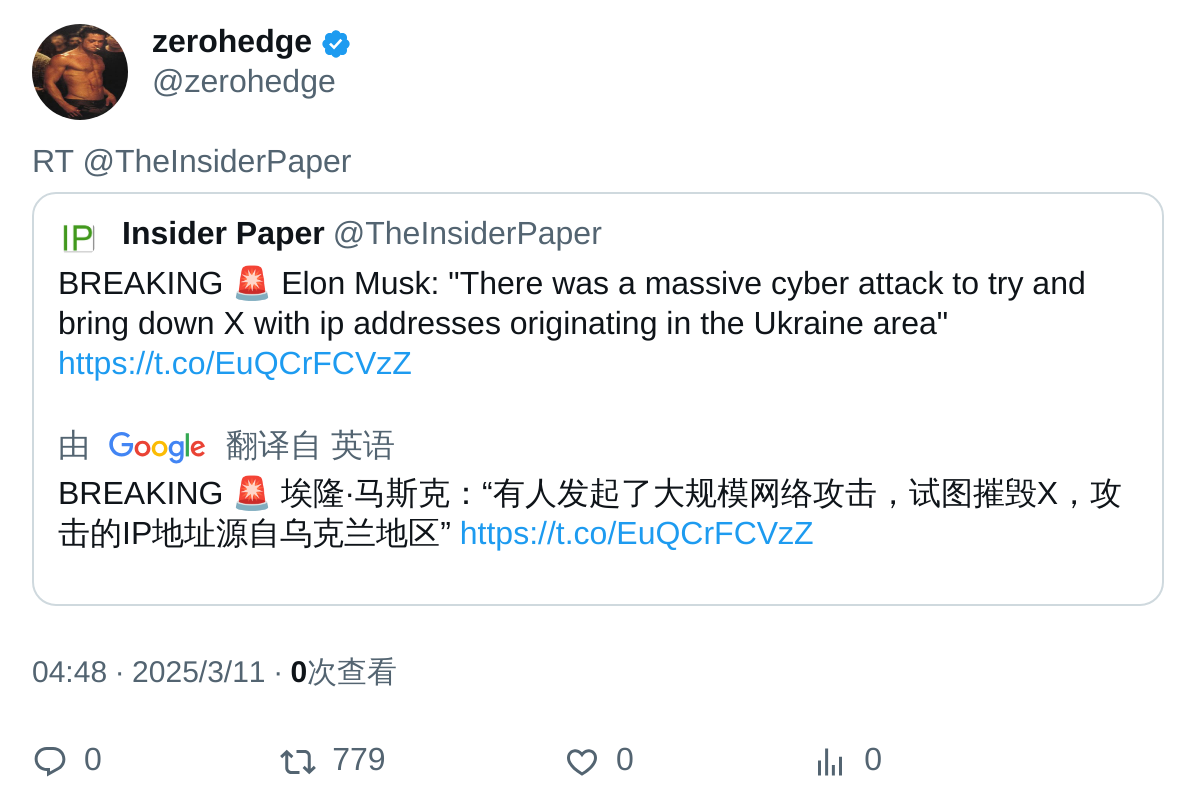 zerohedge
@zerohedge
RT @TheInsiderPaper
IP Insider Paper @TheInsiderPaper
BREAKING 🚨 Elon Musk: "There was a massive cyber attack to try and
bring down X with ip addresses originating in the Ukraine area"
https://t.co/EuQCrFCVzZ
由 Google 翻译自 英语
BREAKING 🚨 埃隆·马斯克：“有人发起了大规模网络攻击，试图摧毁X，攻
击的IP地址源自乌克兰地区” https://t.co/EuQCrFCVzZ
04:48 · 2025/3/11 · 0次查看
0 779 0 0